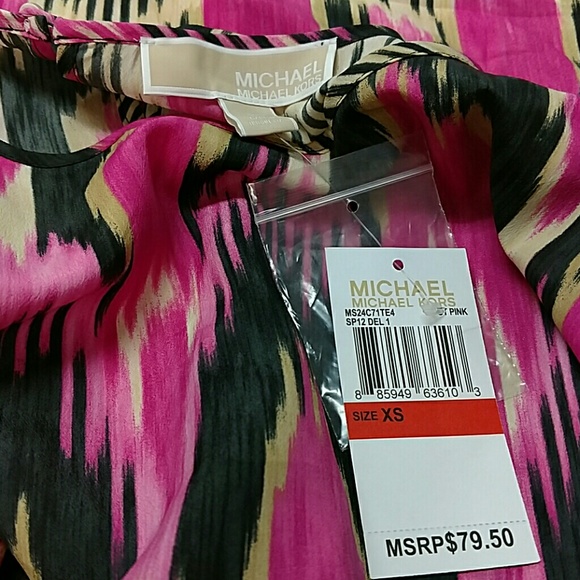 MICHAEL
MICHAEL KORS
MICHAEL
MICHAEL KORS
MS24C71TE4 PINK
SP12 DEL 1
8 85949 63610 3
SIZE XS
MSRP$79.50